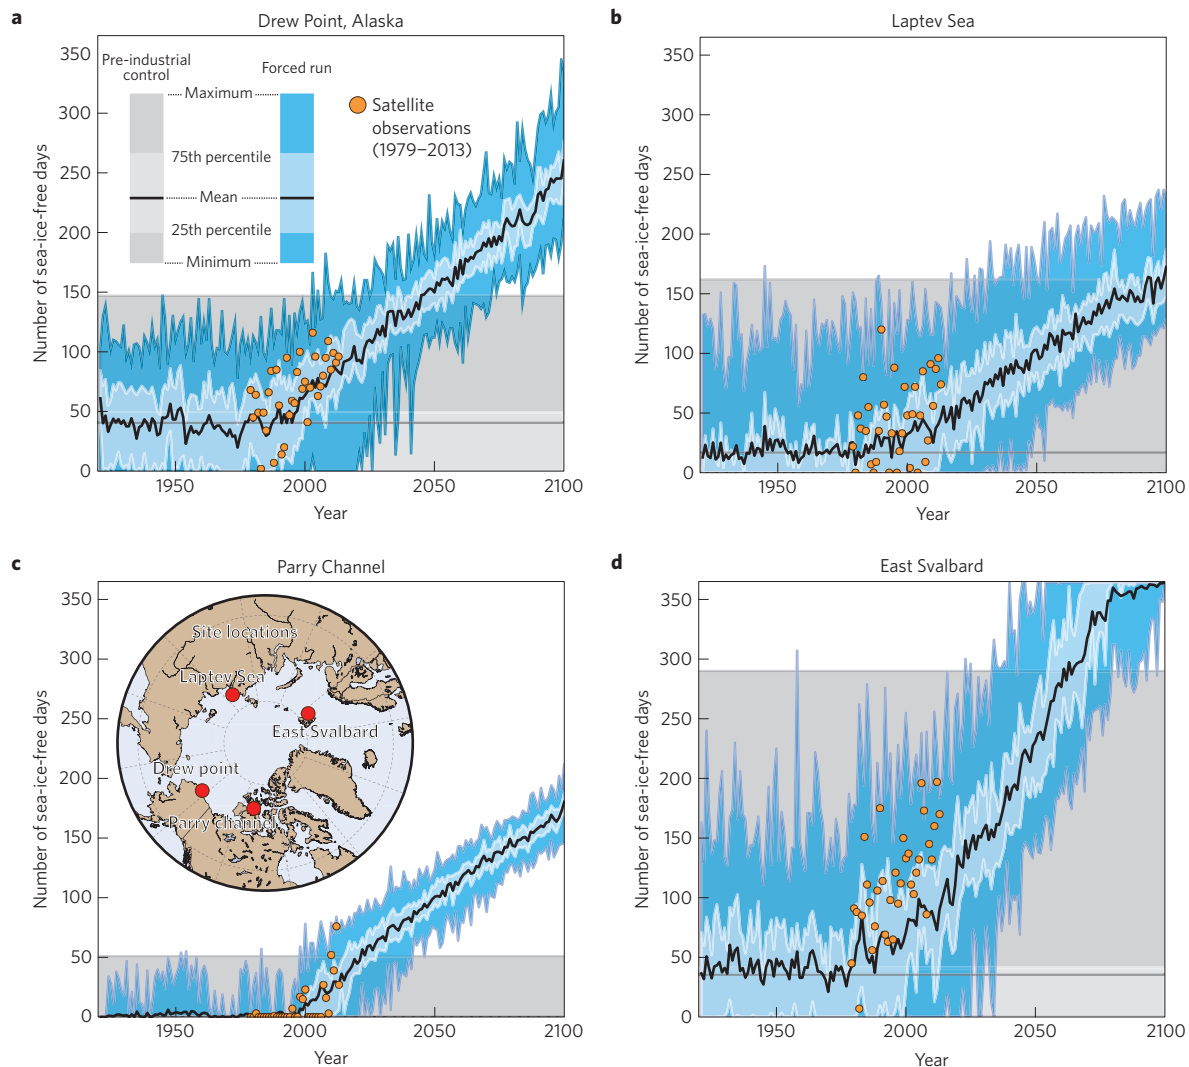 a
Drew Point, Alaska
Number of sea-ice-free days
350
300
250
200
150
100
50
0
Pre-industrial
control
Forced run
Maximum
75th percentile
Mean
25th percentile
Minimum
Satellite
observations
(1979–2013)
1950
2000
2050
2100
Year
b
Laptev Sea
Number of sea-ice-free days
350
300
250
200
150
100
50
0
1950
2000
2050
2100
Year
c
Parry Channel
Number of sea-ice-free days
350
300
250
200
150
100
50
0
Site locations
Laptev Sea
East Svalbard
Drew point
Parry channel
1950
2000
2050
2100
Year
d
East Svalbard
Number of sea-ice-free days
350
300
250
200
150
100
50
0
1950
2000
2050
2100
Year